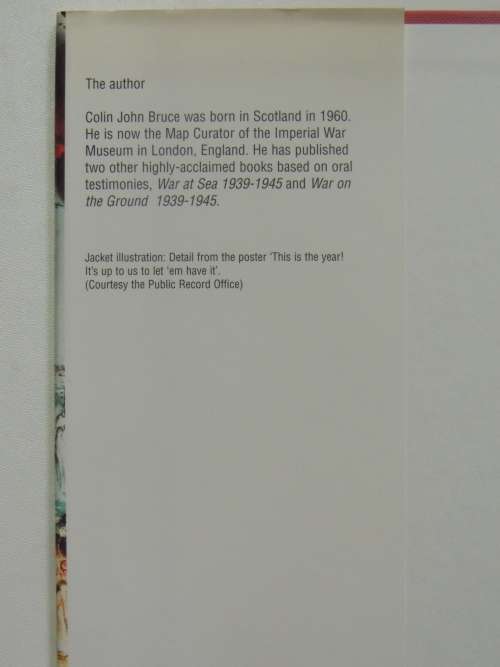 The author
Colin John Bruce was born in Scotland in 1960.
He is now the Map Curator of the Imperial War
Museum in London, England. He has published
two other highly-acclaimed books based on oral
testimonies, War at Sea 1939-1945 and War on
the Ground 1939-1945.
Jacket illustration: Detail from the poster ‘This is the year!
It's up to us to let ‘em have it’.
(Courtesy the Public Record Office)